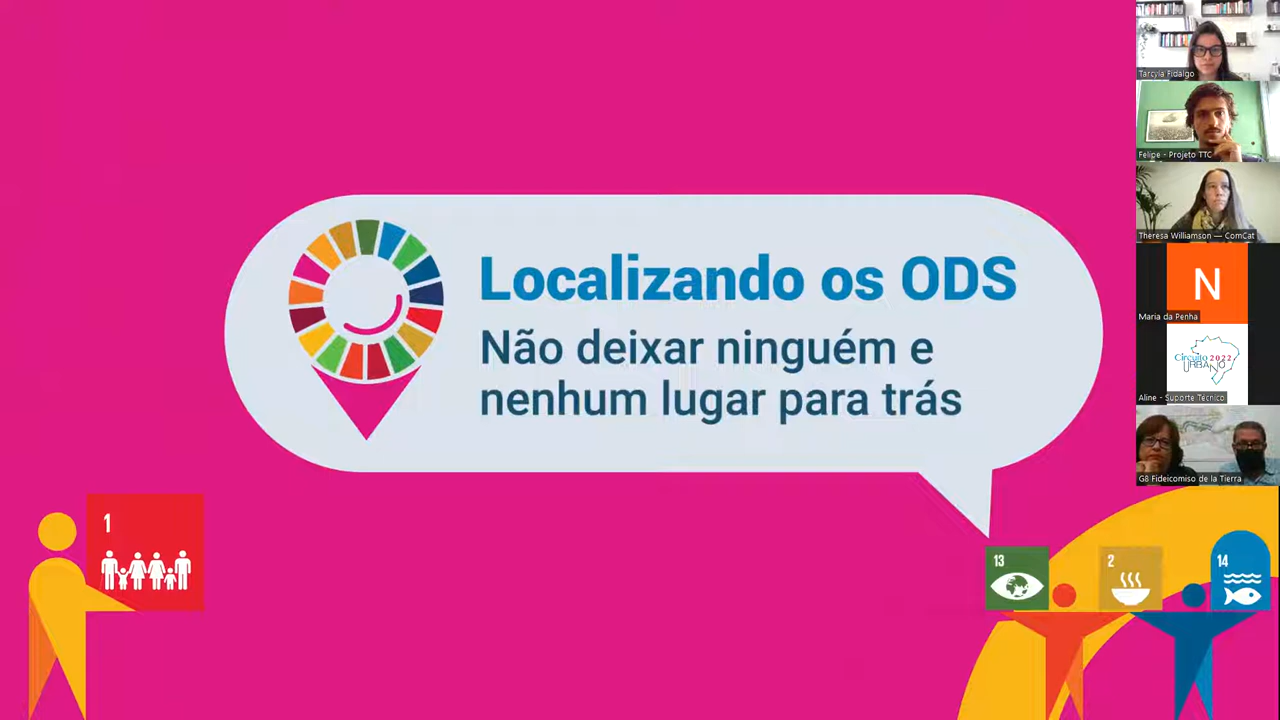 Localizando os ODS
Não deixar ninguém e
nenhum lugar para trás
1
13
2
14
Tarcyla Fidalgo
Felipe - Projeto TTC
Theresa Williamson — ComCat
N
Maria da Penha
Circuito 2022
URBANO
Aline - Suporte Técnico
G8 Fideicomiso de la Tierra